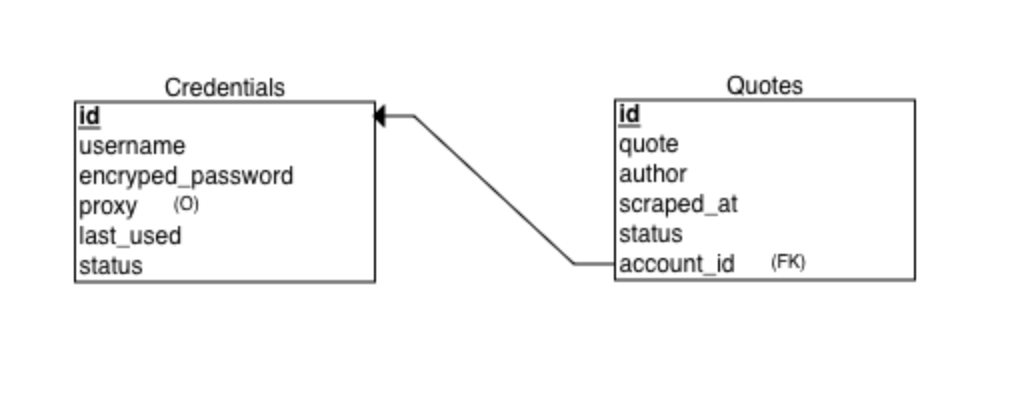 Credentials
id
username
encryped_password
proxy (O)
last_used
status
Quotes
id
quote
author
scraped_at
status
account_id (FK)